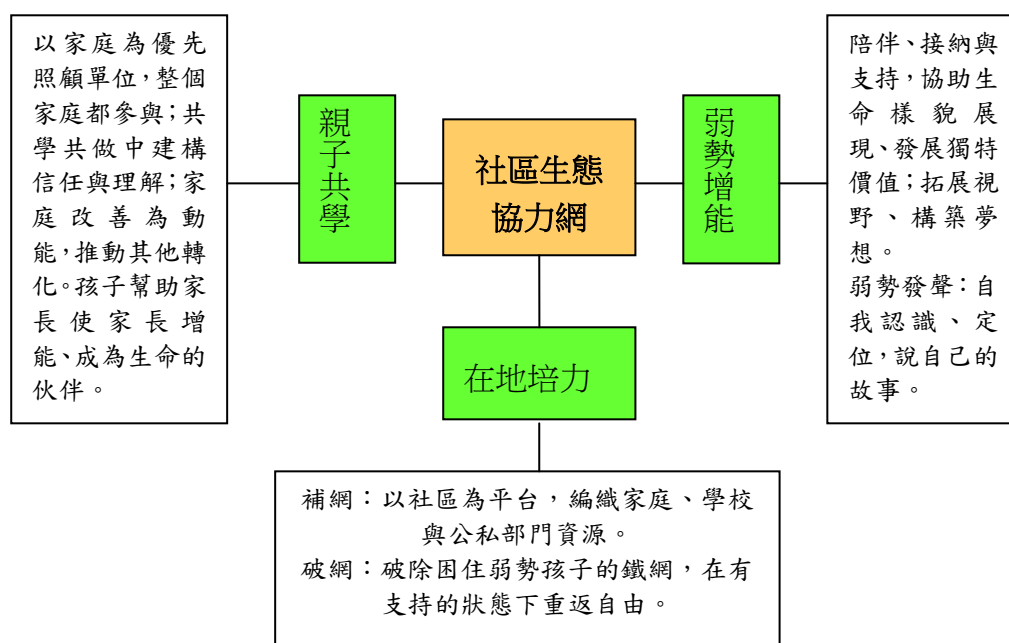 以家庭為優先
照顧單位，整個
家庭都參與；共
學共做中建構
信任與理解；家
庭改善為動
能，推動其他轉
化。孩子幫助家
長使家長增
能、成為生命的
伙伴。
親子共學
社區生態
協力網
弱勢增能
陪伴、接納與
支持，協助生
命樣貌展
現、發展獨特
價值；拓展視
野、構築夢
想。
弱勢發聲：自
我認識、定
位，說自己的
故事。
在地培力
補網：以社區為平台，編織家庭、學校
與公私部門資源。
破網：破除困住弱勢孩子的鐵網，在有
支持的狀態下重返自由。